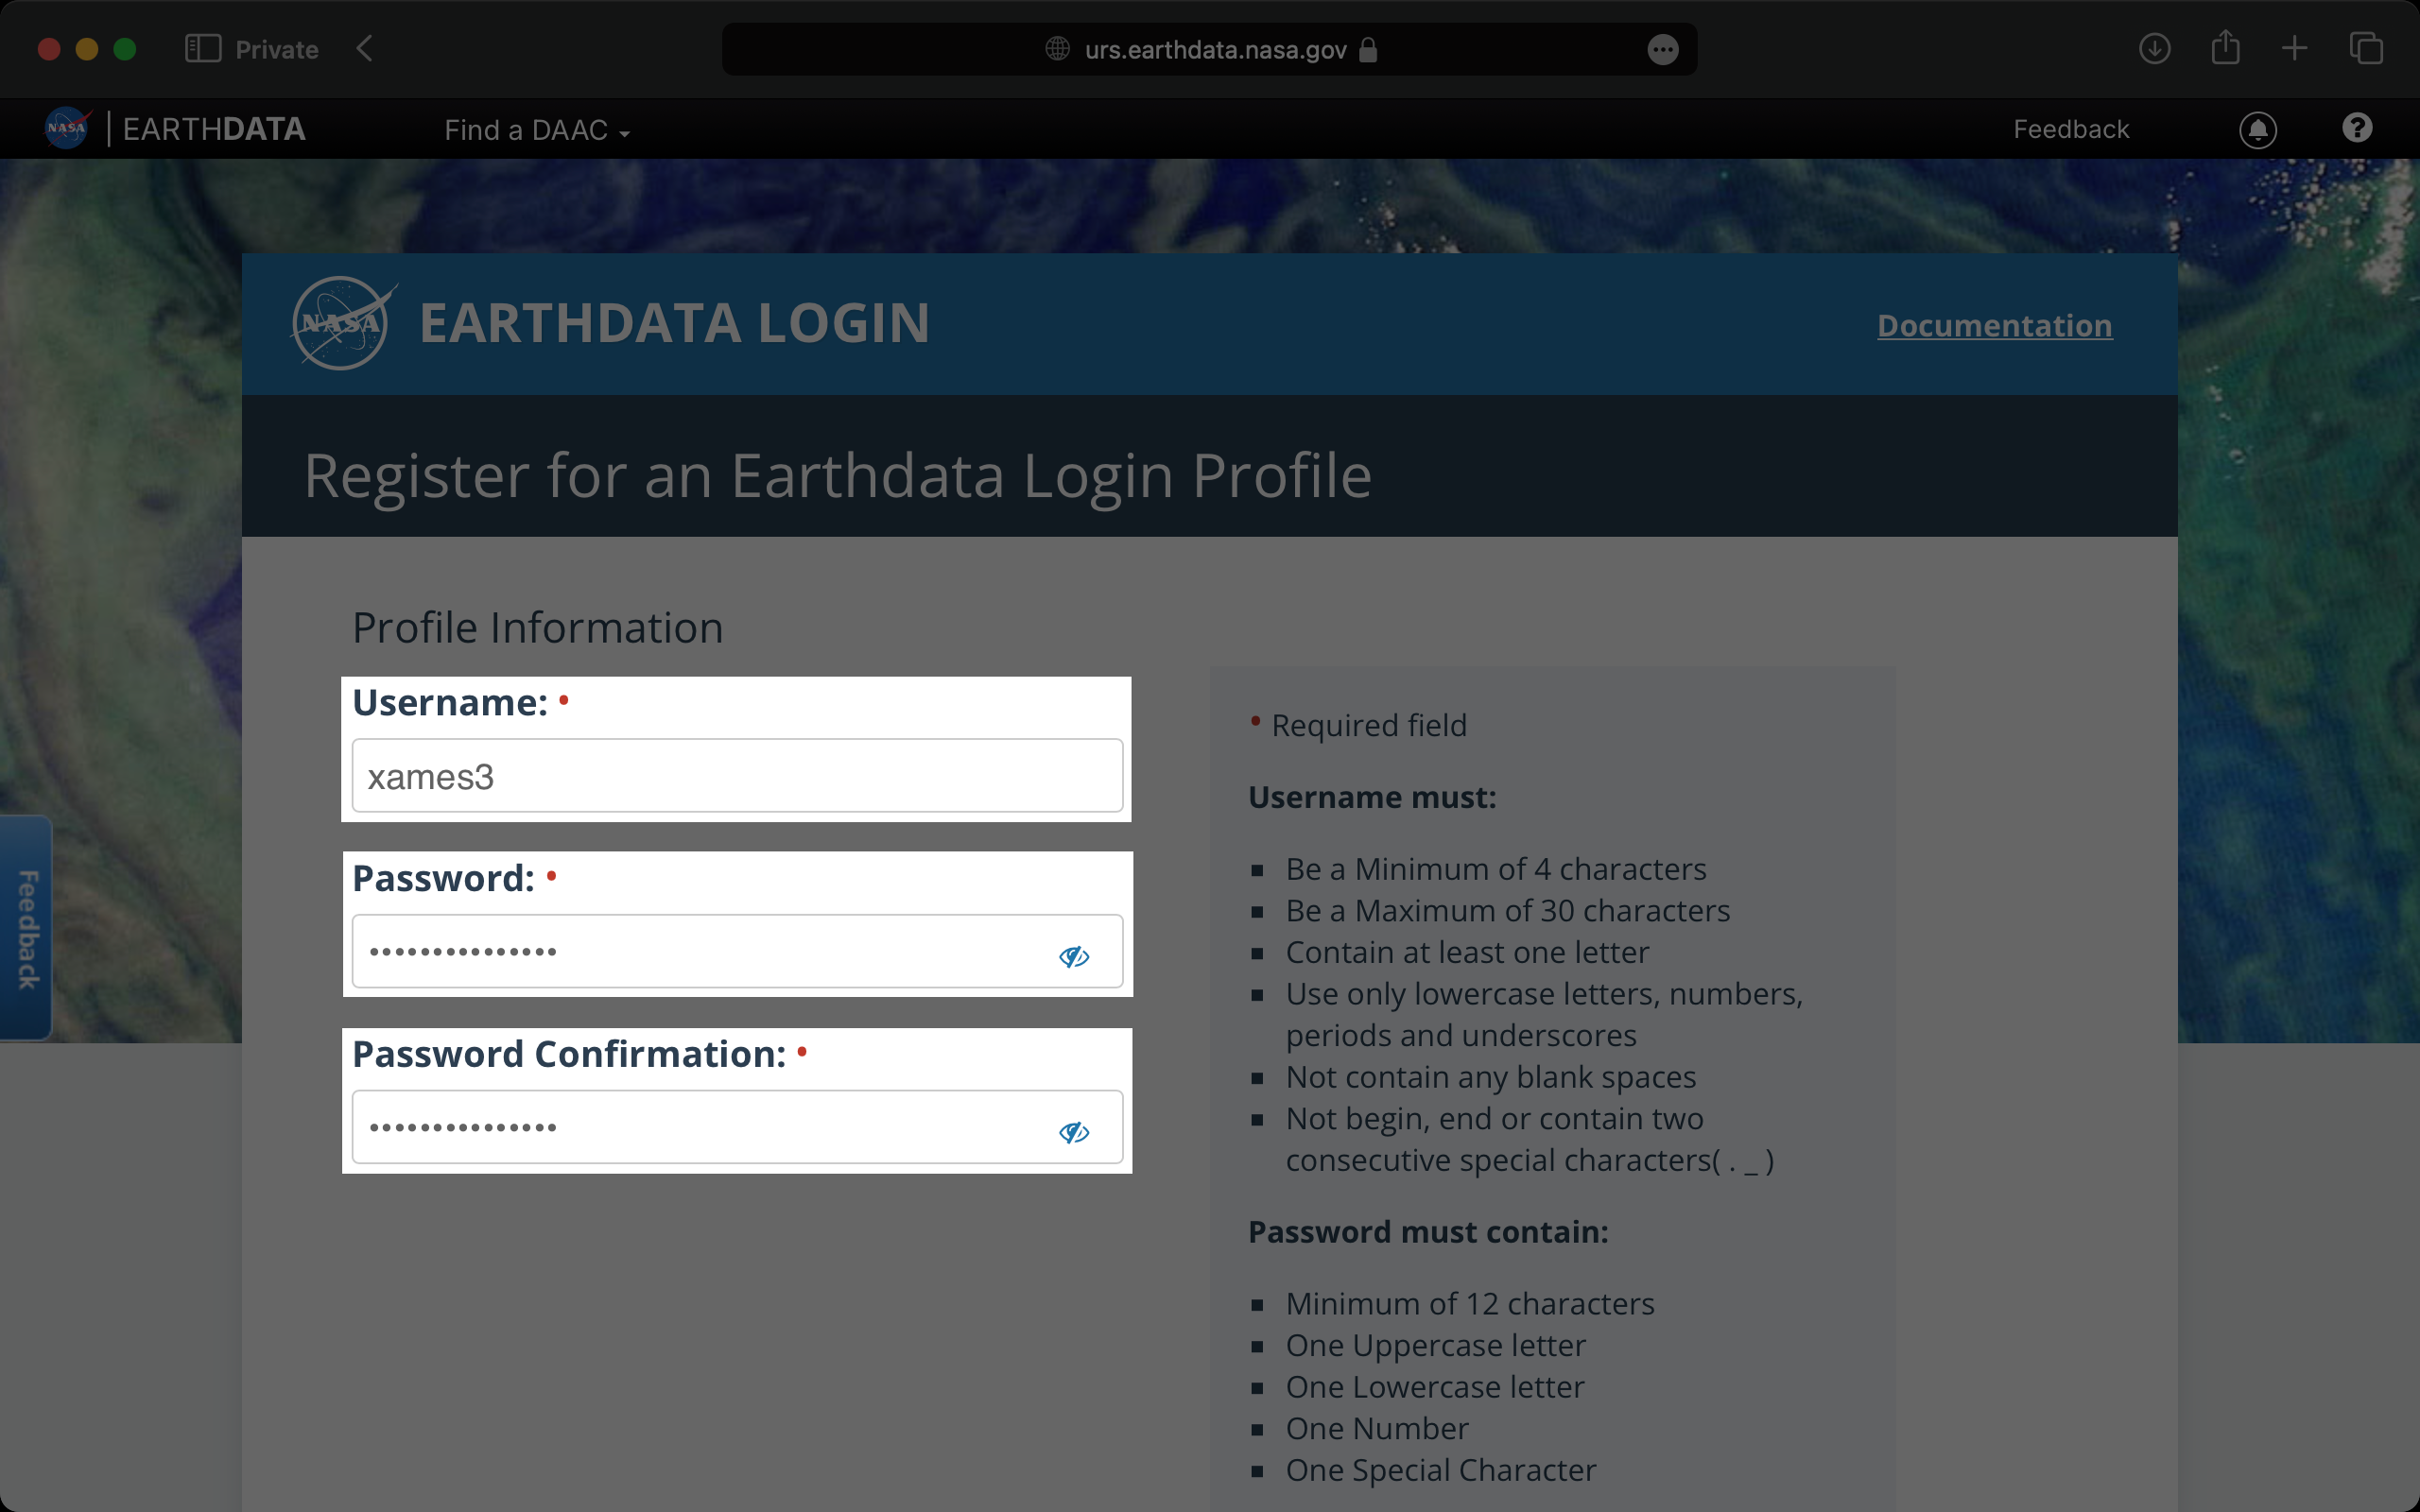 Private
urs.earthdata.nasa.gov
NASA
EARTHDATA
Find a DAAC
Feedback
NASA
EARTHDATA LOGIN
Documentation
Register for an Earthdata Login Profile
Profile Information
Username: •
xames3
Password: •
•••••••••••••••
Password Confirmation: •
•••••••••••••••
Feedback
• Required field
Username must:
Be a Minimum of 4 characters
Be a Maximum of 30 characters
Contain at least one letter
Use only lowercase letters, numbers,
periods and underscores
Not contain any blank spaces
Not begin, end or contain two
consecutive special characters( . _ )
Password must contain:
Minimum of 12 characters
One Uppercase letter
One Lowercase letter
One Number
One Special Character